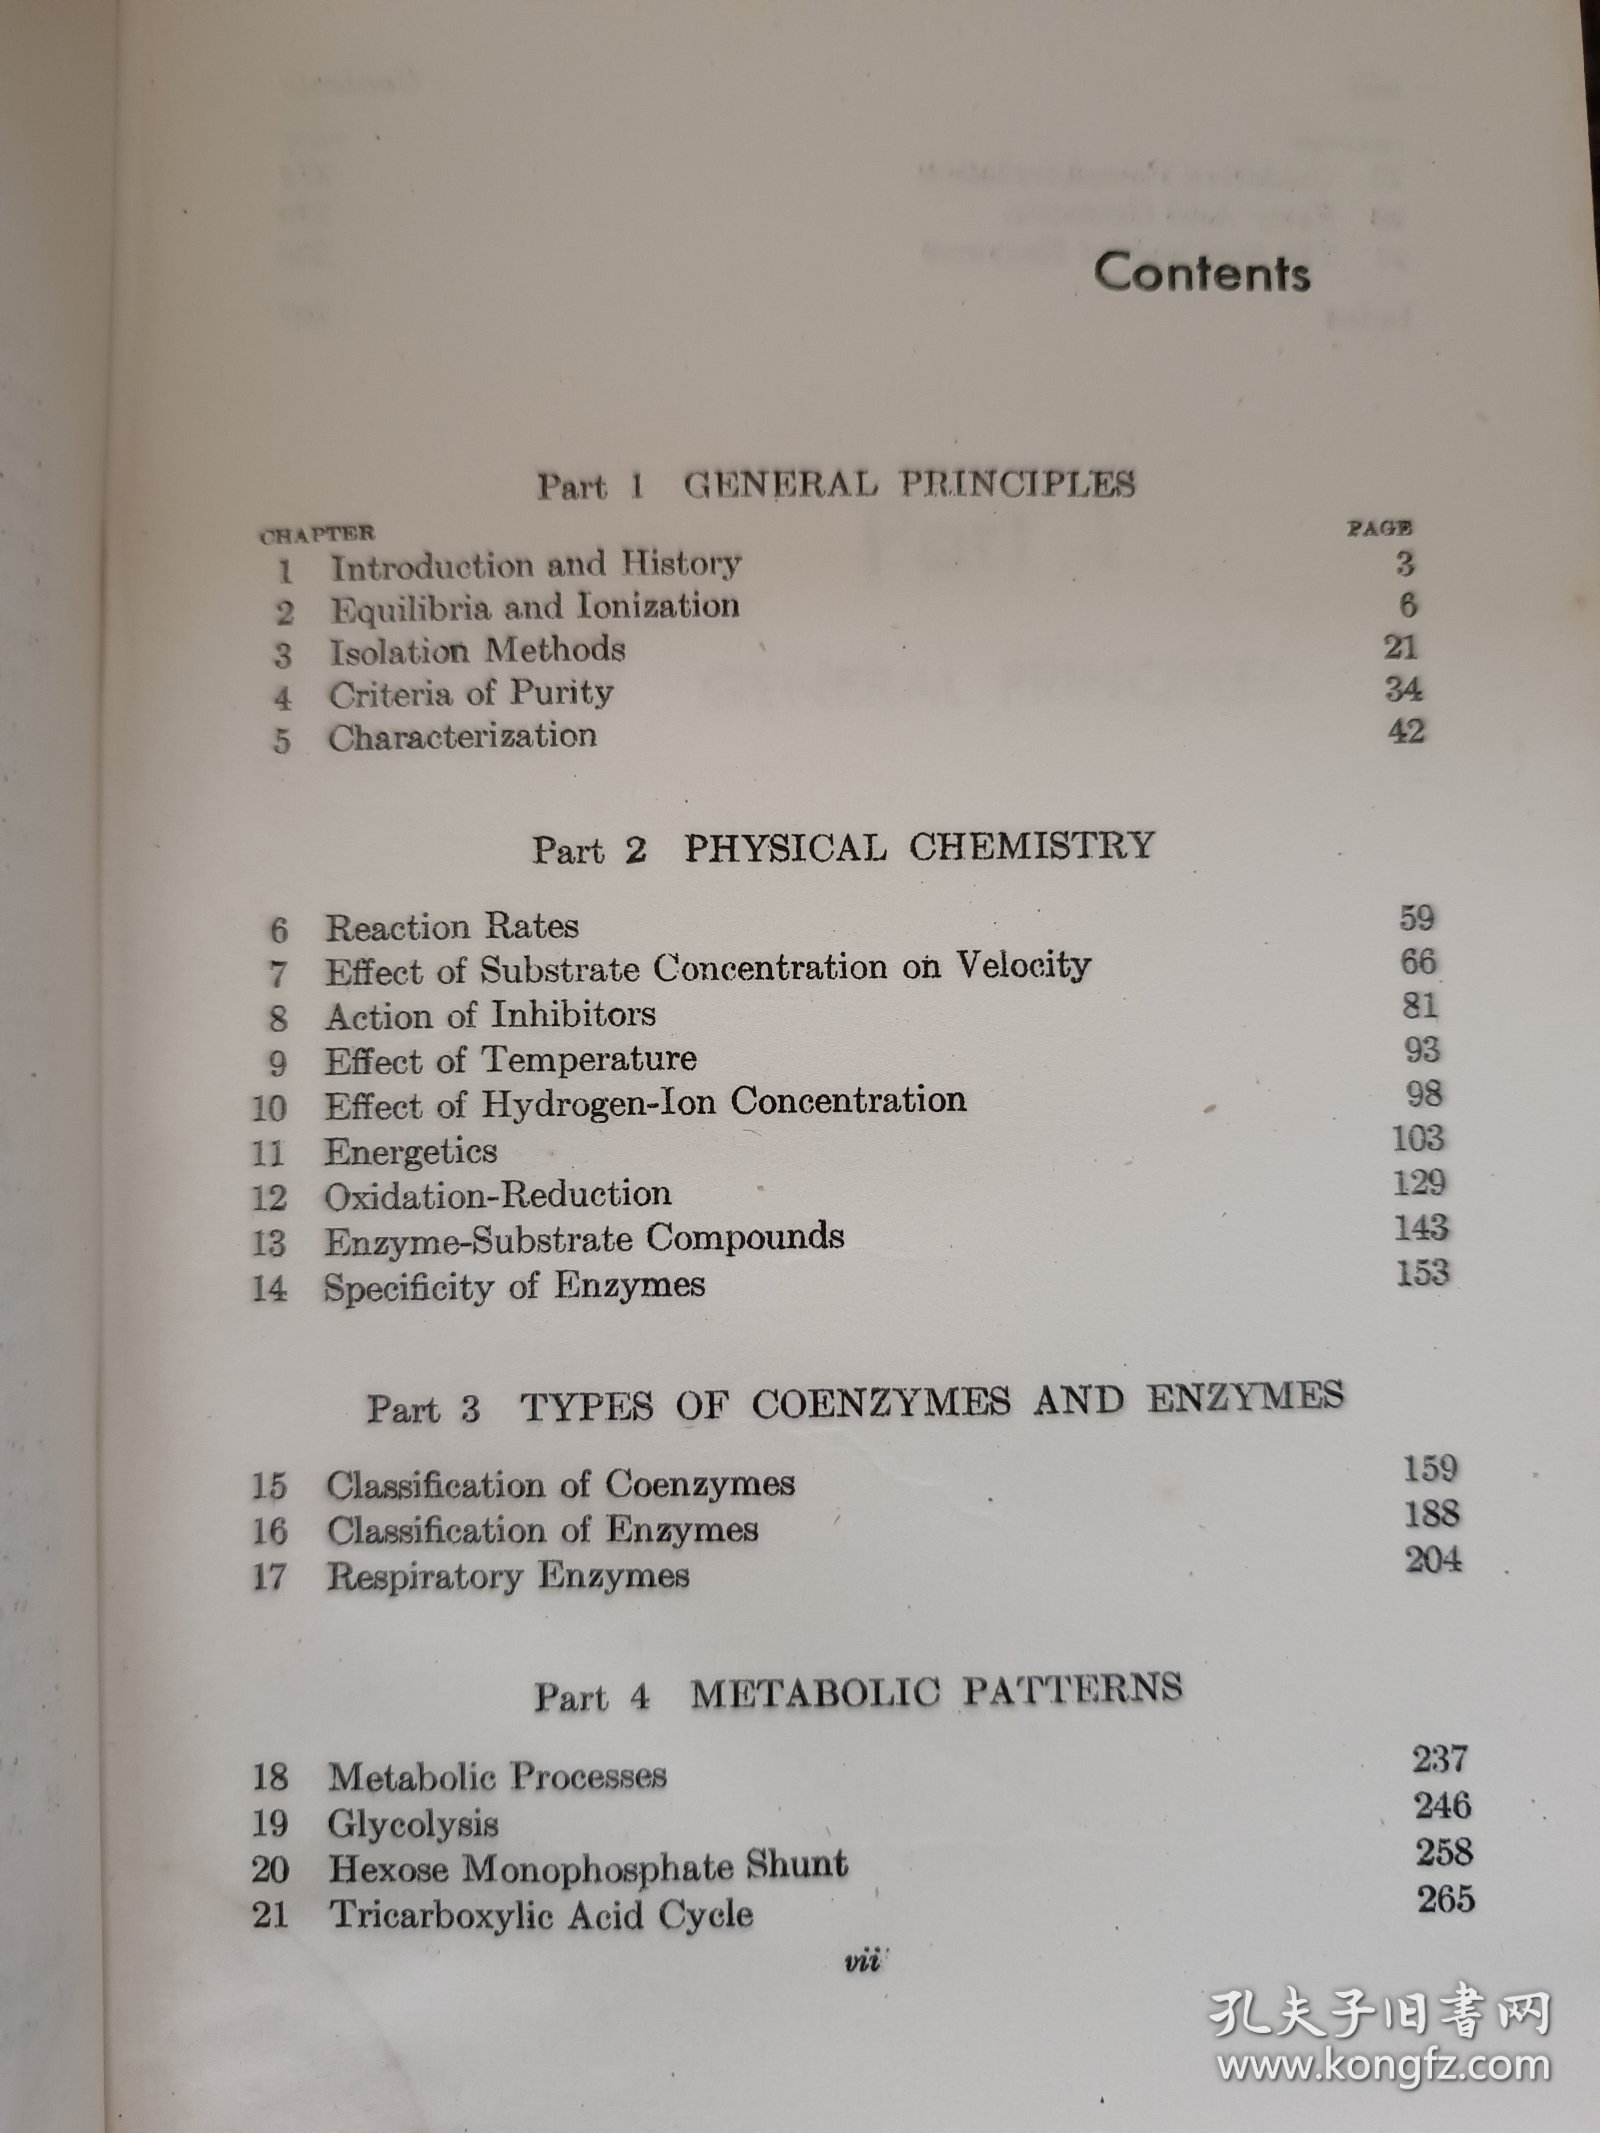 Contents
Part 1 GENERAL PRINCIPLES
CHAPTER PAGE
1 Introduction and History 3
2 Equilibria and Ionization 6
3 Isolation Methods 21
4 Criteria of Purity 34
5 Characterization 42
Part 2 PHYSICAL CHEMISTRY
6 Reaction Rates 59
7 Effect of Substrate Concentration on Velocity 66
8 Action of Inhibitors 81
9 Effect of Temperature 93
10 Effect of Hydrogen-Ion Concentration 98
11 Energetics 103
12 Oxidation-Reduction 129
13 Enzyme-Substrate Compounds 143
14 Specificity of Enzymes 153
Part 3 TYPES OF COENZYMES AND ENZYMES
15 Classification of Coenzymes 159
16 Classification of Enzymes 188
17 Respiratory Enzymes 204
Part 4 METABOLIC PATTERNS
18 Metabolic Processes 237
19 Glycolysis 246
20 Hexose Monophosphate Shunt 258
21 Tricarboxylic Acid Cycle 265
vii
孔夫子旧书网
www.kongfz.com